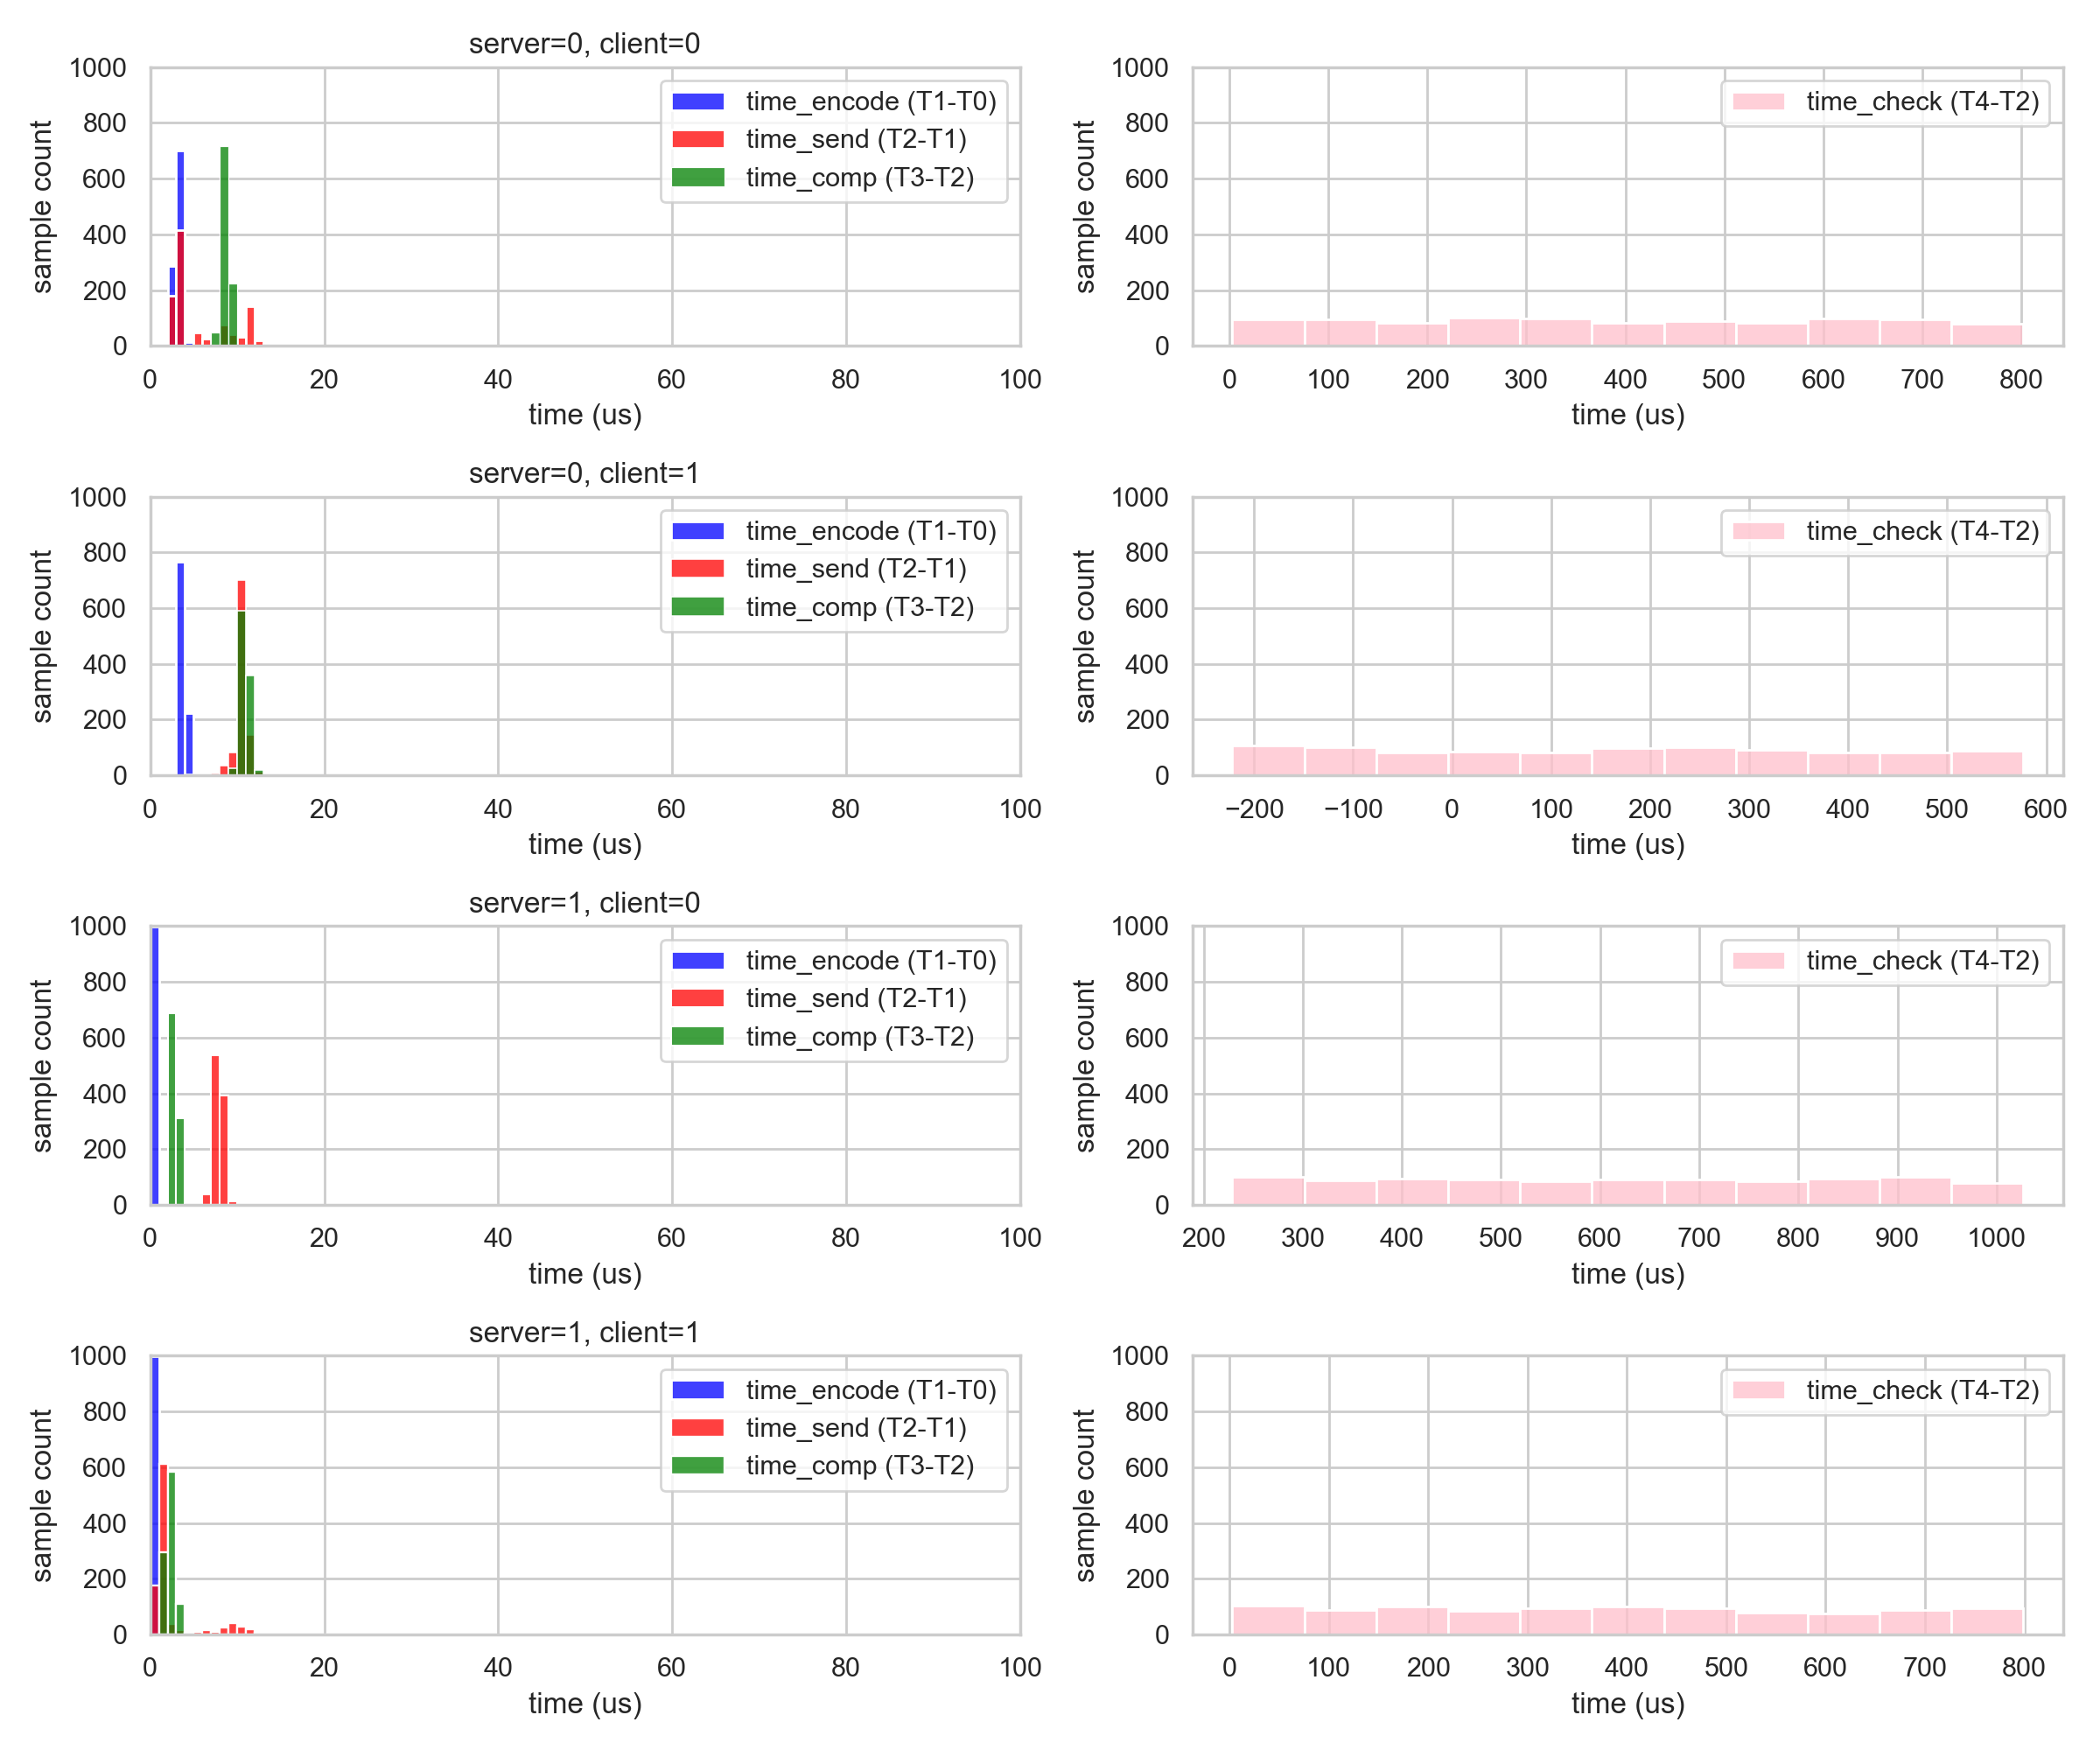 server=0, client=0
1000
800
600
400
200
0
sample count
time_encode (T1-T0)
time_send (T2-T1)
time_comp (T3-T2)
0 20 40 60 80 100
time (us)
1000
800
600
400
200
0
sample count
time_check (T4-T2)
0 100 200 300 400 500 600 700 800
time (us)
server=0, client=1
1000
800
600
400
200
0
sample count
time_encode (T1-T0)
time_send (T2-T1)
time_comp (T3-T2)
0 20 40 60 80 100
time (us)
1000
800
600
400
200
0
sample count
time_check (T4-T2)
−200 −100 0 100 200 300 400 500 600
time (us)
server=1, client=0
1000
800
600
400
200
0
sample count
time_encode (T1-T0)
time_send (T2-T1)
time_comp (T3-T2)
0 20 40 60 80 100
time (us)
1000
800
600
400
200
0
sample count
time_check (T4-T2)
200 300 400 500 600 700 800 900 1000
time (us)
server=1, client=1
1000
800
600
400
200
0
sample count
time_encode (T1-T0)
time_send (T2-T1)
time_comp (T3-T2)
0 20 40 60 80 100
time (us)
1000
800
600
400
200
0
sample count
time_check (T4-T2)
0 100 200 300 400 500 600 700 800
time (us)